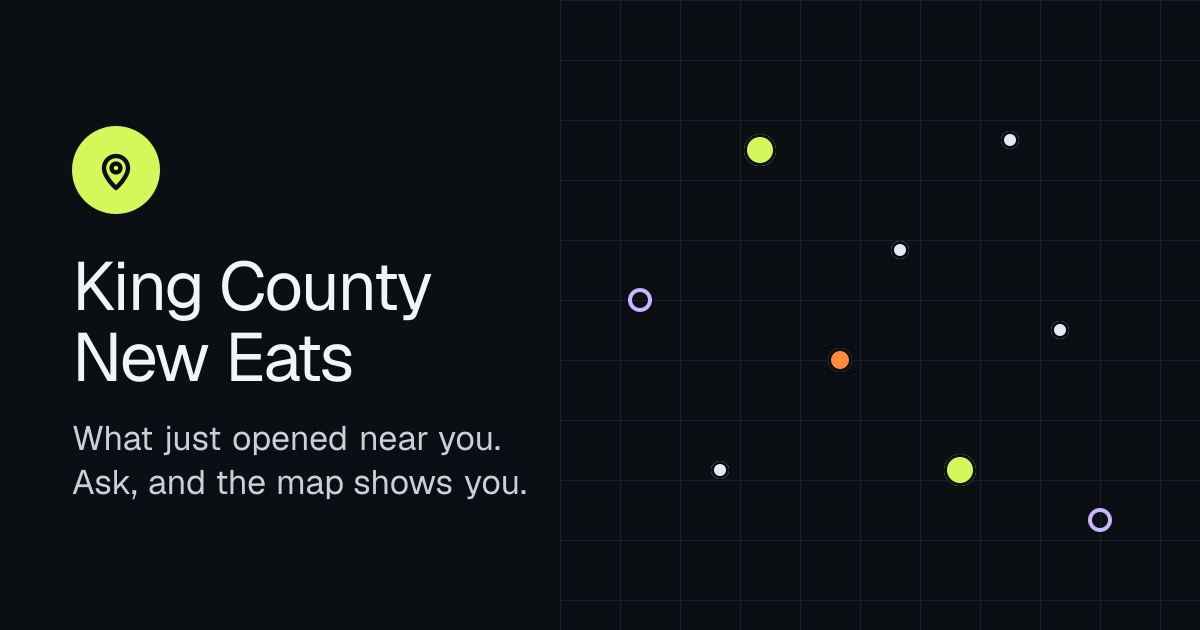 King County
New Eats
What just opened near you.
Ask, and the map shows you.